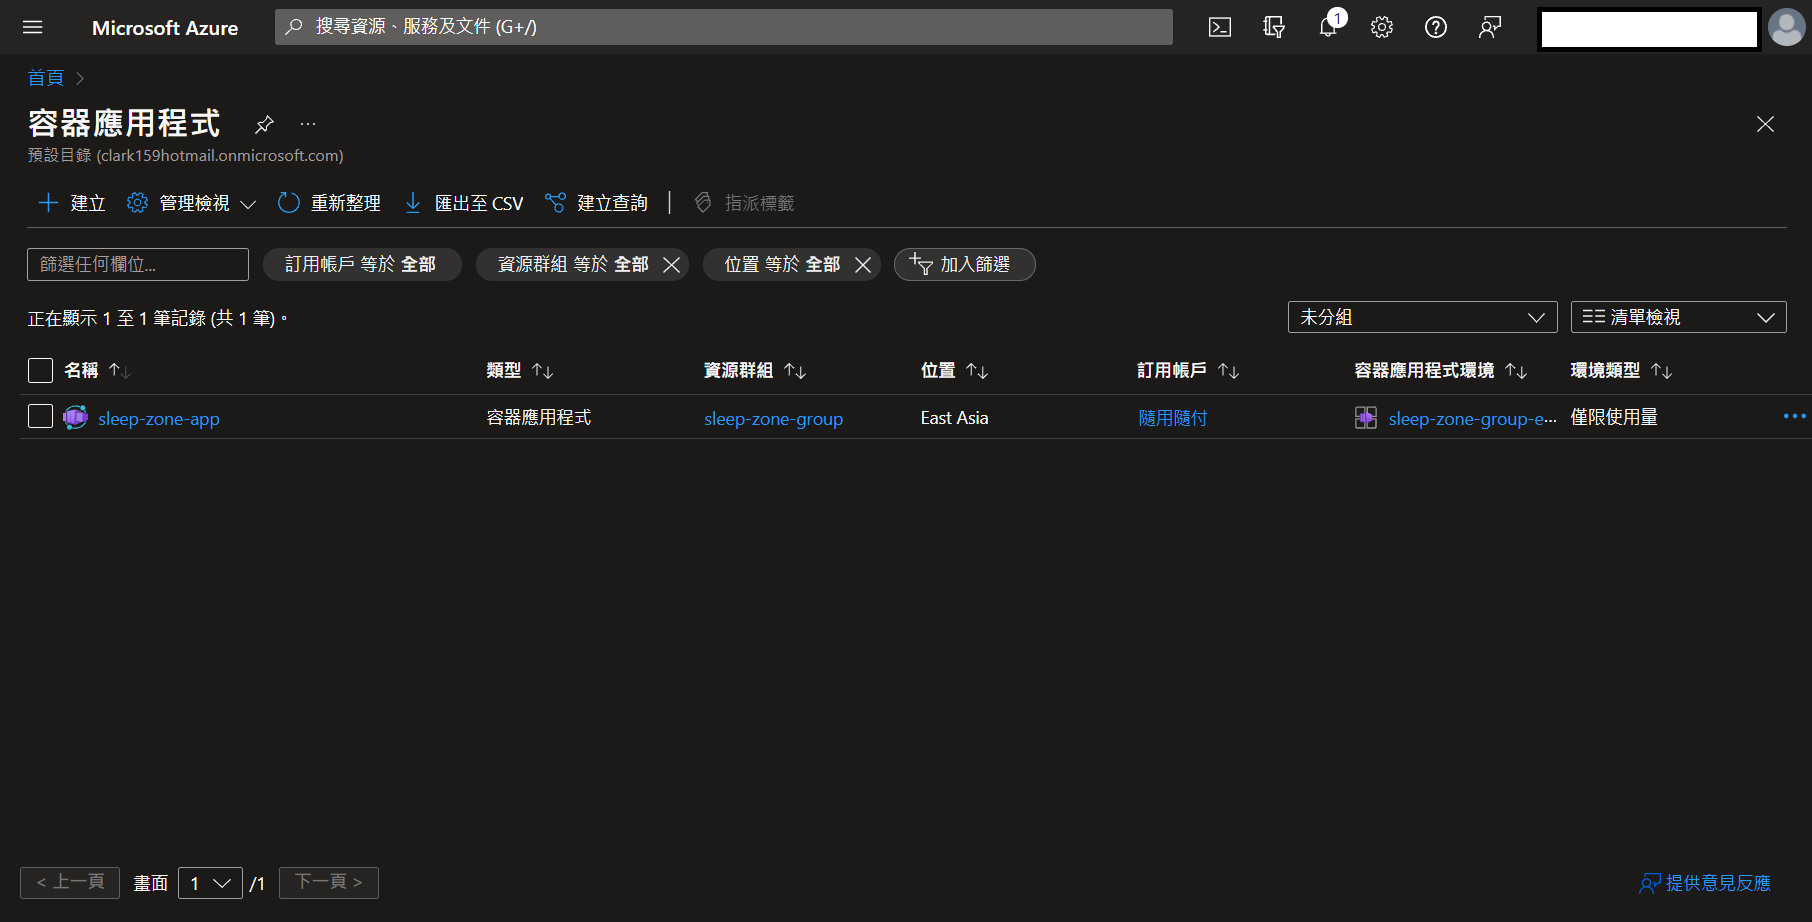 Microsoft Azure
搜尋資源、服務及文件 (G+/)
1
首頁 >
容器應用程式
預設目錄 (clark159hotmail.onmicrosoft.com)
建立 管理檢視 重新整理 匯出至 CSV 建立查詢 | 指派標籤
篩選任何欄位... 訂用帳戶 等於 全部 資源群組 等於 全部 位置 等於 全部 加入篩選
正在顯示 1 至 1 筆記錄 (共 1 筆)。 未分組 清單檢視
名稱 類型 資源群組 位置 訂用帳戶 容器應用程式環境 環境類型
sleep-zone-app 容器應用程式 sleep-zone-group East Asia 隨用隨付 sleep-zone-group-e... 僅限使用量
< 上一頁 畫面 1 /1 下一頁 > 提供意見反應